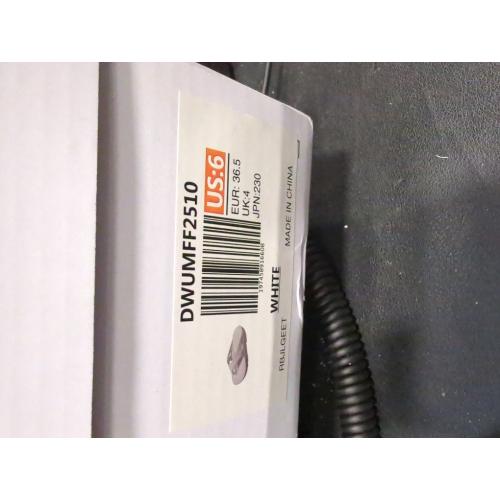 DWUMFF2510
US:6
EUR: 36.5
UK:4
JPN:230
WHITE
RBJLGEET
MADE IN CHINA